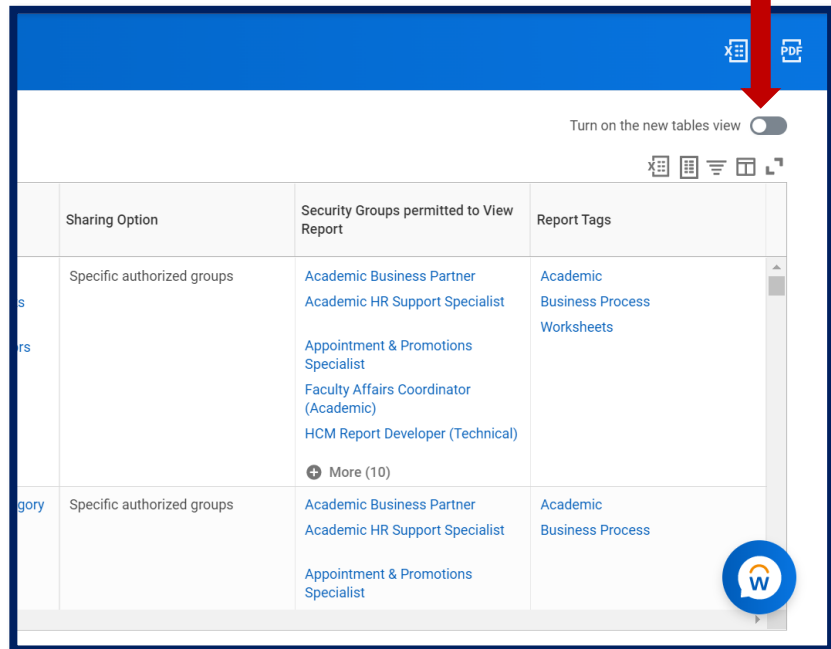 X
PDF
Turn on the new tables view
X
Sharing Option
Security Groups permitted to View
Report
Report Tags
s
rs
Specific authorized groups
Academic Business Partner
Academic HR Support Specialist
Appointment & Promotions
Specialist
Faculty Affairs Coordinator
(Academic)
HCM Report Developer (Technical)
More (10)
Academic
Business Process
Worksheets
gory
Specific authorized groups
Academic Business Partner
Academic HR Support Specialist
Appointment & Promotions
Specialist
Academic
Business Process
w